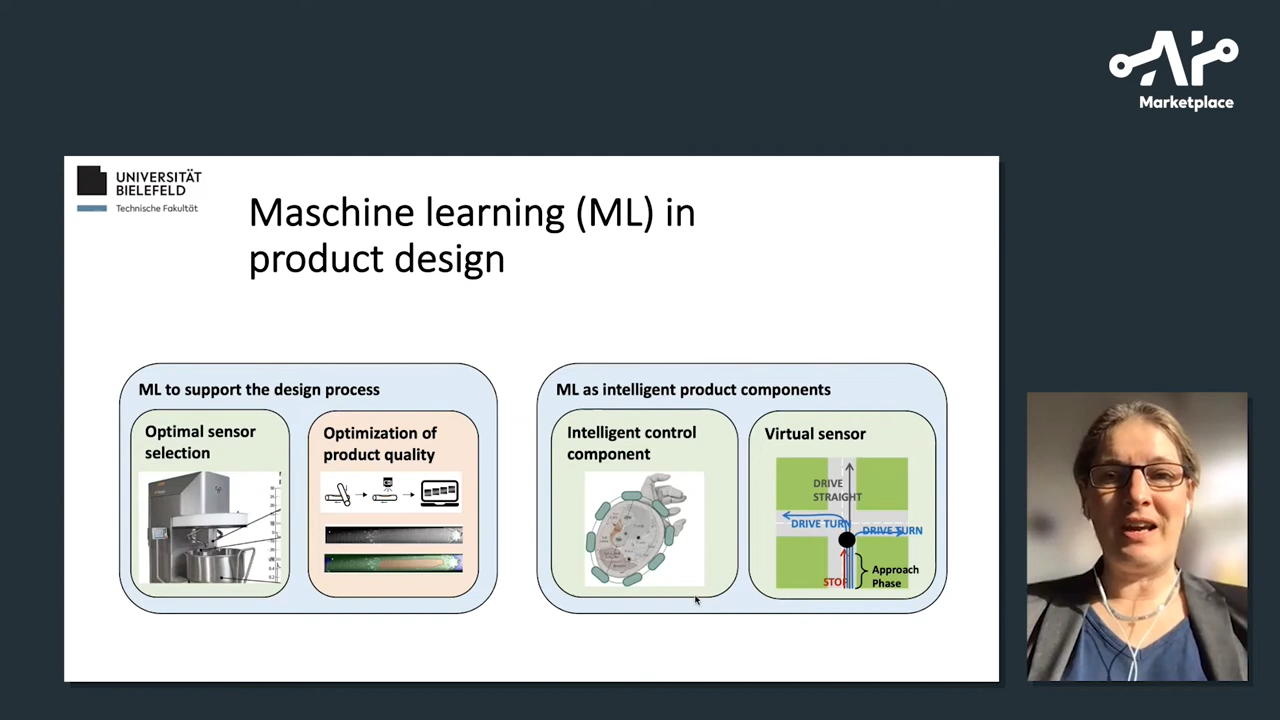 AI
Marketplace
UNIVERSITÄT
BIELEFELD
Technische Fakultät
Maschine learning (ML) in
product design
ML to support the design process
Optimal sensor
selection
Optimization of
product quality
ML as intelligent product components
Intelligent control
component
Virtual sensor
DRIVE
STRAIGHT
DRIVE TURN
DRIVE TURN
STOP
Approach
Phase